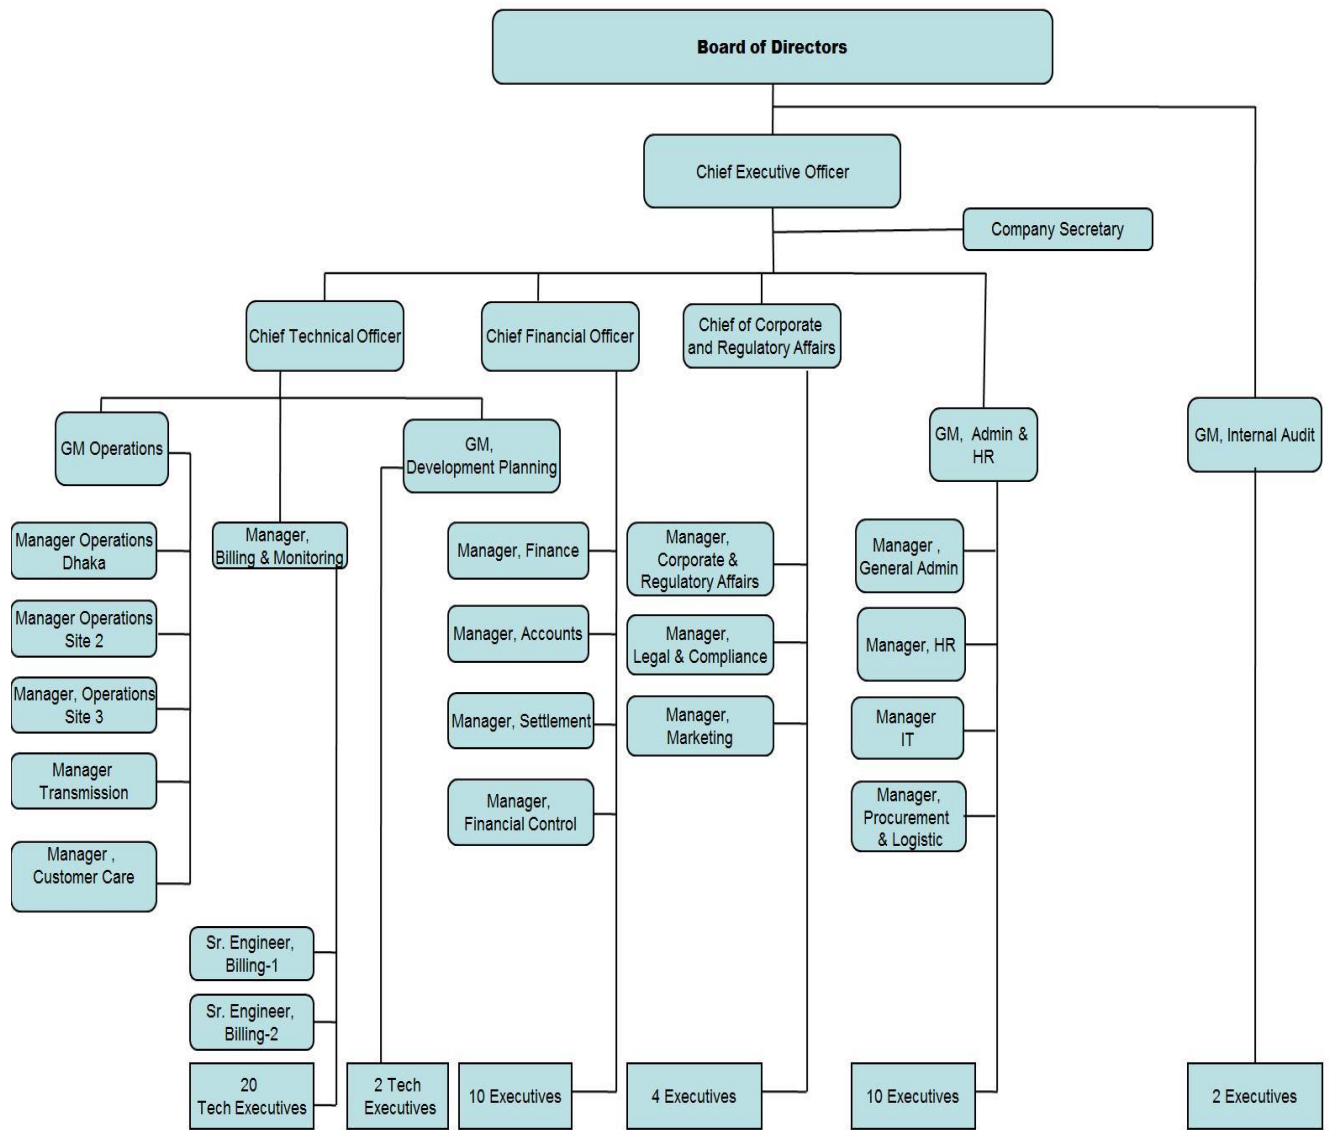 Board of Directors
Chief Executive Officer
Company Secretary
Chief Technical Officer
Chief Financial Officer
Chief of Corporate
and Regulatory Affairs
GM Operations
GM,
Development Planning
GM,  Admin &
HR
GM, Internal Audit
Manager Operations
Dhaka
Manager,
Billing & Monitoring
Manager, Finance
Manager,
Corporate &
Regulatory Affairs
Manager ,
General Admin
Manager Operations
Site 2
Manager, Accounts
Manager,
Legal & Compliance
Manager, HR
Manager, Operations
Site 3
Manager, Settlement
Manager,
Marketing
Manager
IT
Manager
Transmission
Manager,
Financial Control
Manager,
Procurement
& Logistic
Manager ,
Customer Care
Sr. Engineer,
Billing-1
Sr. Engineer,
Billing-2
20
Tech Executives
2 Tech
Executives
10 Executives
4 Executives
10 Executives
2 Executives